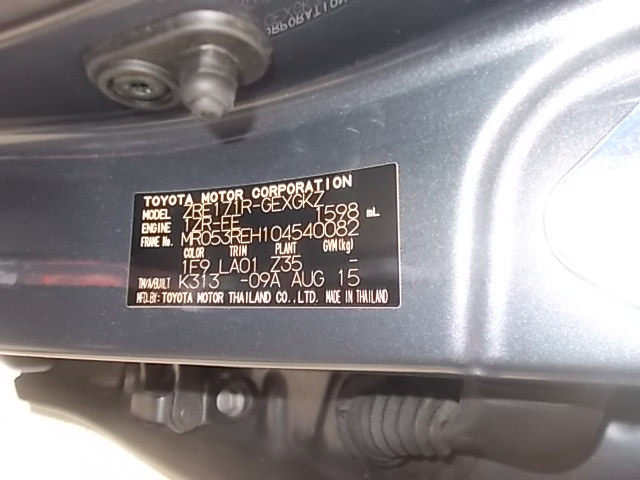 TOYOTA MOTOR CORPORATION
MODEL ZRE171R-GEXGKZ
ENGINE 1ZR-FE 1598 mL
FRAME No. MR053REH104540082
COLOR TRIM PLANT GVM(kg)
1F9 LA01 Z35 -
TM/A/BUILT K313 -09A AUG 15
MFD.BY: TOYOTA MOTOR THAILAND CO.,LTD. MADE IN THAILAND